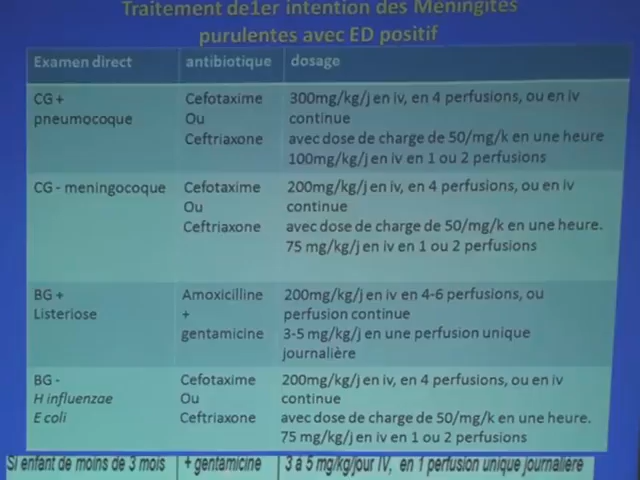 Traitement de1er intention des Méningites
purulentes avec ED positif
Examen direct antibiotique dosage
CG + Cefotaxime 300mg/kg/j en iv, en 4 perfusions, ou en iv
pneumocoque Ou continue
Ceftriaxone avec dose de charge de 50/mg/k en une heure
100mg/kg/j en iv en 1 ou 2 perfusions
CG - meningocoque Cefotaxime 200mg/kg/j en iv, en 4 perfusions, ou en iv
Ou continue
Ceftriaxone avec dose de charge de 50/mg/k en une heure.
75 mg/kg/j en iv en 1 ou 2 perfusions
BG + Amoxicilline 200mg/kg/j en iv en 4-6 perfusions, ou
Listeriose + perfusion continue
gentamicine 3-5 mg/kg/j en une perfusion unique
journalière
BG - Cefotaxime 200mg/kg/j en iv, en 4 perfusions, ou en iv
H influenzae Ou continue
E coli Ceftriaxone avec dose de charge de 50/mg/k en une heure.
75 mg/kg/j en iv en 1 ou 2 perfusions
Si enfant de moins de 3 mois + gentamicine 3 à 5 mg/kg/jour IV, en 1 perfusion unique journalière